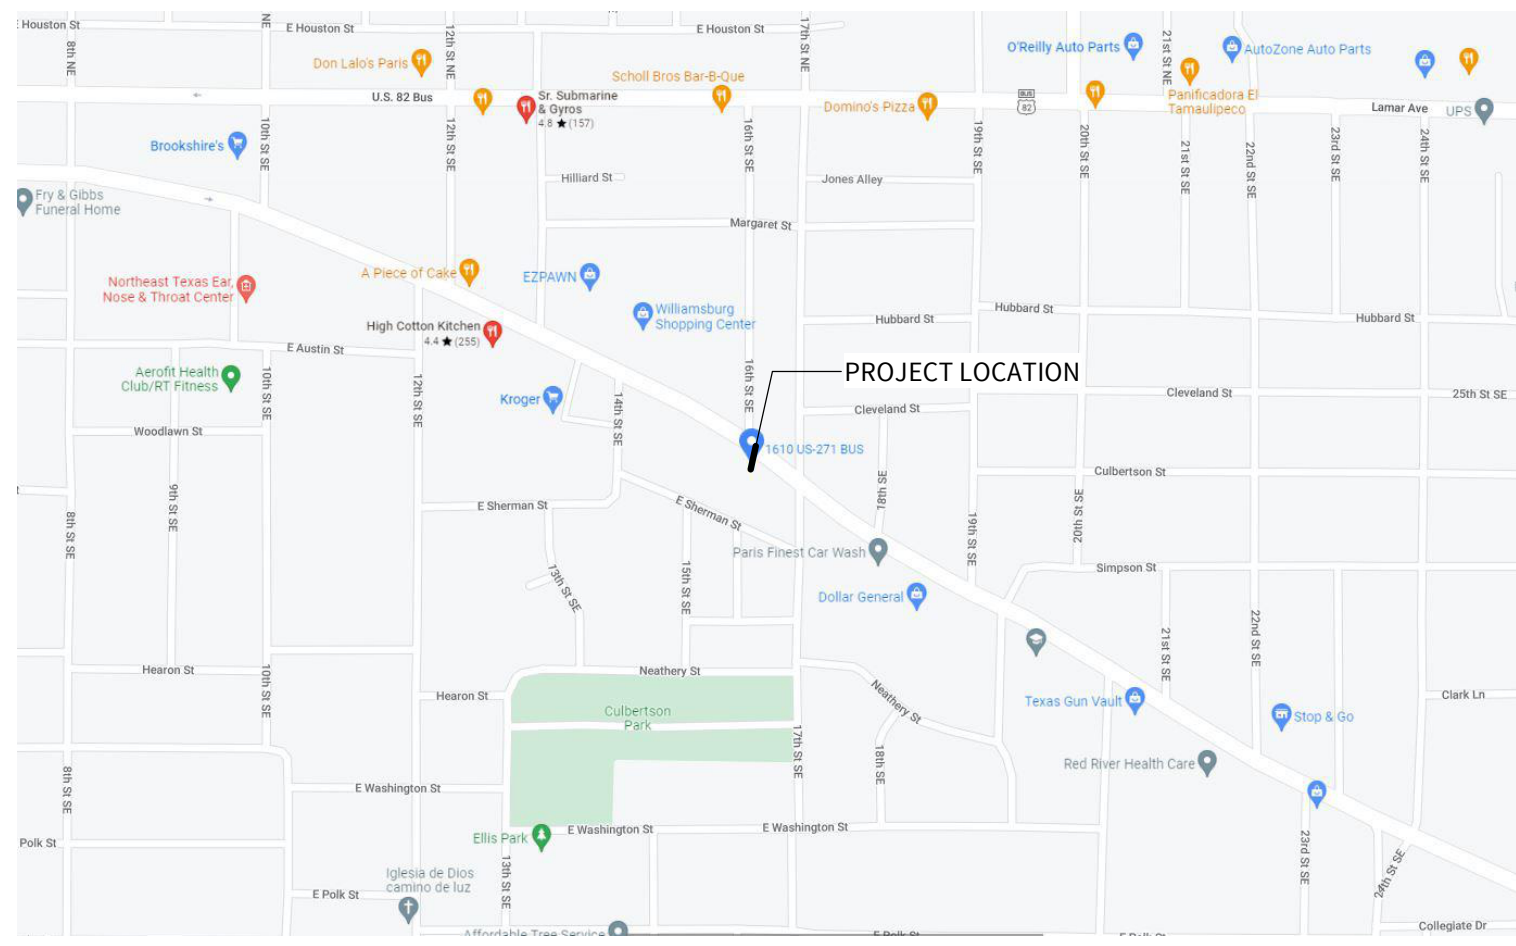 E Houston St
NE
E Houston St
12th St NE
E Houston St
17th St NE
8th NE
21st St NE
Don Lalo's Paris
O'Reilly Auto Parts
AutoZone Auto Parts
Scholl Bros Bar-B-Que
U.S. 82 Bus
Sr. Submarine
& Gyros
4.8 ★ (157)
Domino's Pizza
BUS
82
Panificadora El
Tamaulipeco
Lamar Ave
UPS
Brookshire's
10th St SE
12th St SE
16th St SE
19th St SE
20th St SE
21st St SE
22nd St SE
23rd St SE
24th St SE
Hilliard St
Jones Alley
Fry & Gibbs
Funeral Home
Margaret St
A Piece of Cake
EZPAWN
Northeast Texas Ear,
Nose & Throat Center
Williamsburg
Shopping Center
Hubbard St
Hubbard St
Hubbard St
High Cotton Kitchen
4.4 ★ (255)
E Austin St
Aerofit Health
Club/RT Fitness
10th St SE
12th St SE
16th St SE
PROJECT LOCATION
Kroger
14th St SE
Cleveland St
Cleveland St
25th St SE
Woodlawn St
1610 US-271 BUS
Culbertson St
9th St SE
8th St SE
E Sherman St
E Sherman St
18th SE
19th St SE
20th St SE
Paris Finest Car Wash
Simpson St
13th St SE
15th St SE
Dollar General
21st St SE
22nd St SE
Hearon St
10th St SE
Neathery St
Hearon St
Neathery St
Culbertson
Park
Texas Gun Vault
Clark Ln
Stop & Go
17th St SE
18th SE
Red River Health Care
8th St SE
E Washington St
Ellis Park
E Washington St
E Washington St
Polk St
13th St SE
23rd St SE
24th St SE
Iglesia de Dios
camino de luz
E Polk St
Affordable Tree Service
E Polk St
E Polk St
Collegiate Dr